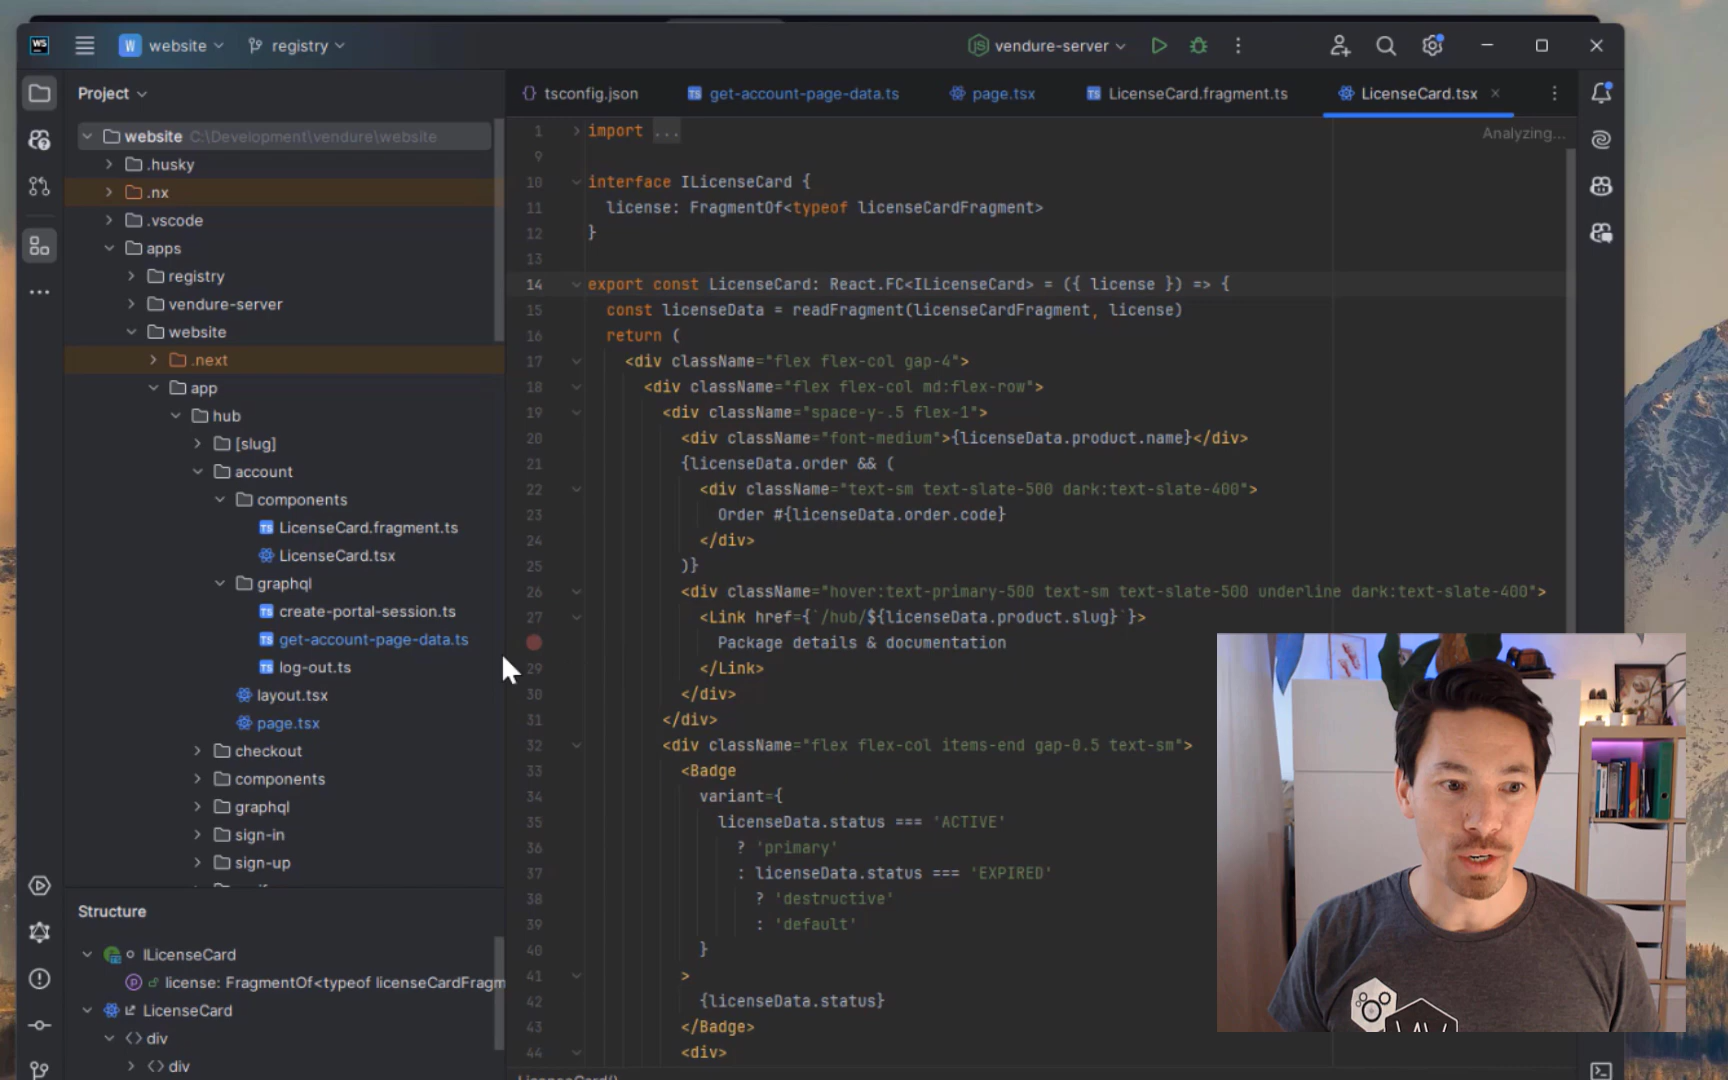 WS
W
website
registry
vendure-server
Project
tsconfig.json
get-account-page-data.ts
page.tsx
LicenseCard.fragment.ts
LicenseCard.tsx
website C:\Development\vendure\website
.husky
.nx
.vscode
apps
registry
vendure-server
website
.next
app
hub
[slug]
account
components
LicenseCard.fragment.ts
LicenseCard.tsx
graphql
create-portal-session.ts
get-account-page-data.ts
log-out.ts
layout.tsx
page.tsx
checkout
components
graphql
sign-in
sign-up
Structure
ILicenseCard
license: FragmentOf<typeof licenseCardFragm
LicenseCard
<> div
<> div
Analyzing...
1 import ...
9
10 interface ILicenseCard {
11 license: FragmentOf<typeof licenseCardFragment>
12 }
13
14 export const LicenseCard: React.FC<ILicenseCard> = ({ license }) => {
15 const licenseData = readFragment(licenseCardFragment, license)
16 return (
17 <div className="flex flex-col gap-4">
18 <div className="flex flex-col md:flex-row">
19 <div className="space-y-.5 flex-1">
20 <div className="font-medium">{licenseData.product.name}</div>
21 {licenseData.order && (
22 <div className="text-sm text-slate-500 dark:text-slate-400">
23 Order #{licenseData.order.code}
24 </div>
25 )}
26 <div className="hover:text-primary-500 text-sm text-slate-500 underline dark:text-slate-400">
27 <Link href={`/hub/${licenseData.product.slug}`}>
Package details & documentation
29 </Link>
30 </div>
31 </div>
32 <div className="flex flex-col items-end gap-0.5 text-sm">
33 <Badge
34 variant={
35 licenseData.status === 'ACTIVE'
36 ? 'primary'
37 : licenseData.status === 'EXPIRED'
38 ? 'destructive'
39 : 'default'
40 }
41 >
42 {licenseData.status}
43 </Badge>
44 <div>